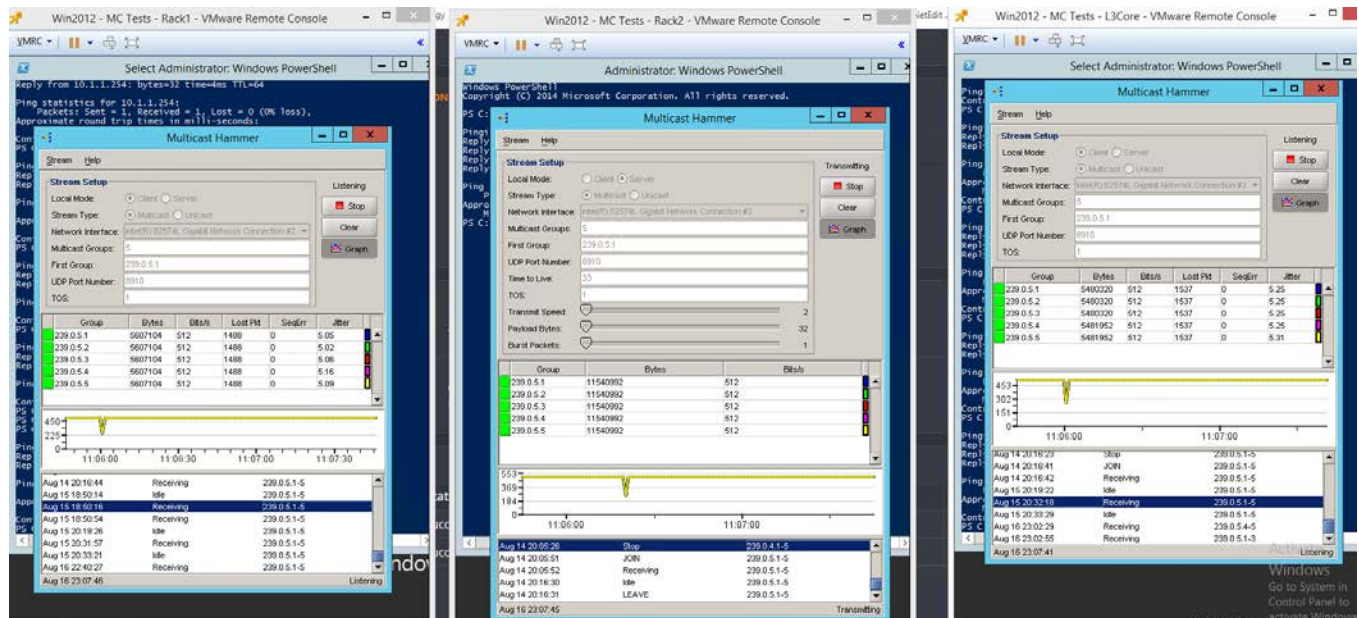 Win2012 - MC Tests - Rack1 - VMware Remote Console
VMRC
Select Administrator: Windows PowerShell
Reply from 10.1.1.254: bytes=32 time=4ms TTL=64
Ping statistics for 10.1.1.254:
Packets: Sent = 1, Received = 1, Lost = 0 (0% loss),
Approximate round trip times in milli-seconds:
Multicast Hammer
Stream Help
Stream Setup
Listening
Local Mode: Client Server
Stop
Stream Type: Multicast Unicast
Clear
Network Interface: Intel(R) 82574L Gigabit Network Connection #2
Multicast Groups: 5
Graph
First Group: 239.0.5.1
UDP Port Number: 8910
TOS: 1
Group Bytes Bits/s Lost Pkt SeqErr Jitter
239.0.5.1 5607104 512 1488 0 5.05
239.0.5.2 5607104 512 1488 0 5.02
239.0.5.3 5607104 512 1488 0 5.06
239.0.5.4 5607104 512 1488 0 5.16
239.0.5.5 5607104 512 1488 0 5.09
450
225
0
11:06:00 11:06:30 11:07:00 11:07:30
Aug 14 20:16:44 Receiving 239.0.5.1-5
Aug 15 18:50:14 Idle 239.0.5.1-5
Aug 15 18:50:16 Receiving 239.0.5.1-5
Aug 15 18:50:54 Receiving 239.0.5.1-5
Aug 15 20:19:26 Idle 239.0.5.1-5
Aug 15 20:31:57 Receiving 239.0.5.1-5
Aug 15 20:33:21 Idle 239.0.5.1-5
Aug 16 22:40:27 Receiving 239.0.5.1-5
Aug 16 23:07:46 Listening
Win2012 - MC Tests - Rack2 - VMware Remote Console
VMRC
Administrator: Windows PowerShell
Windows PowerShell
Copyright (C) 2014 Microsoft Corporation. All rights reserved.
Multicast Hammer
Stream Help
Stream Setup
Transmitting
Local Mode: Client Server
Stop
Stream Type: Multicast Unicast
Clear
Network Interface: Intel(R) 82574L Gigabit Network Connection #2
Multicast Groups: 5
Graph
First Group: 239.0.5.1
UDP Port Number: 8910
Time to Live: 33
TOS: 1
Transmit Speed: 2
Payload Bytes: 32
Burst Packets: 1
Group Bytes Bits/s
239.0.5.1 11540992 512
239.0.5.2 11540992 512
239.0.5.3 11540992 512
239.0.5.4 11540992 512
239.0.5.5 11540992 512
553
369
184
0
11:06:00 11:07:00
Aug 14 20:05:26 Stop 239.0.4.1-5
Aug 14 20:05:51 JOIN 239.0.5.1-5
Aug 14 20:05:52 Receiving 239.0.5.1-5
Aug 14 20:16:30 Idle 239.0.5.1-5
Aug 14 20:16:31 LEAVE 239.0.5.1-5
Aug 16 23:07:45 Transmitting
Win2012 - MC Tests - L3Core - VMware Remote Console
VMRC
Select Administrator: Windows PowerShell
Multicast Hammer
Stream Help
Stream Setup
Listening
Local Mode: Client Server
Stop
Stream Type: Multicast Unicast
Clear
Network Interface: Intel(R) 82574L Gigabit Network Connection #2
Multicast Groups: 5
Graph
First Group: 239.0.5.1
UDP Port Number: 8910
TOS: 1
Group Bytes Bits/s Lost Pkt SeqErr Jitter
239.0.5.1 5480320 512 1537 0 5.25
239.0.5.2 5480320 512 1537 0 5.25
239.0.5.3 5480320 512 1537 0 5.25
239.0.5.4 5481952 512 1537 0 5.25
239.0.5.5 5481952 512 1537 0 5.31
453
302
151
0
11:06:00 11:07:00
Aug 14 20:16:23 Stop 239.0.5.1-5
Aug 14 20:16:41 JOIN 239.0.5.1-5
Aug 14 20:16:42 Receiving 239.0.5.1-5
Aug 15 20:19:22 Idle 239.0.5.1-5
Aug 15 20:32:18 Receiving 239.0.5.1-5
Aug 15 20:33:29 Idle 239.0.5.1-5
Aug 16 23:02:29 Receiving 239.0.5.4-5
Aug 16 23:02:55 Receiving 239.0.5.1-3
Aug 16 23:07:41 Listening
Windows
Go to System in
Control Panel to
activate Windows